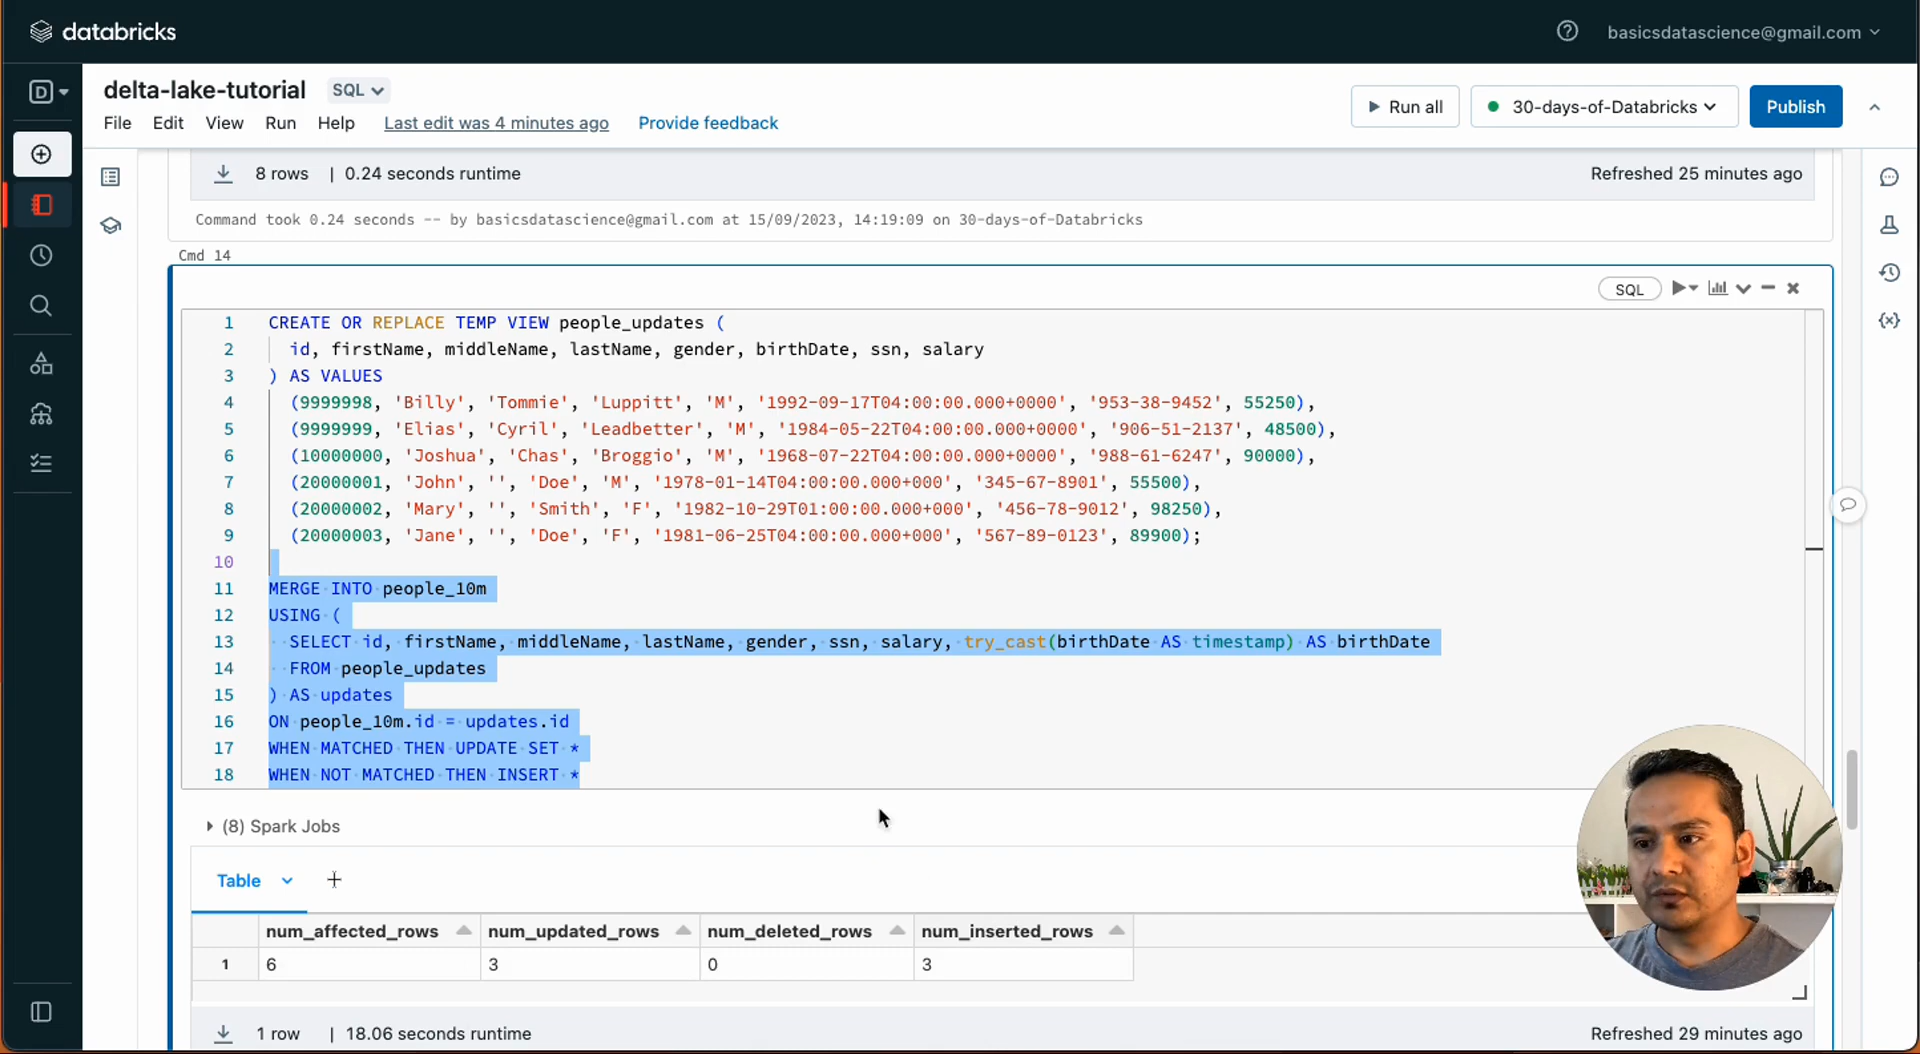 databricks
basicsdatascience@gmail.com
D
delta-lake-tutorial SQL
Run all 30-days-of-Databricks Publish
File Edit View Run Help Last edit was 4 minutes ago Provide feedback
8 rows | 0.24 seconds runtime Refreshed 25 minutes ago
Command took 0.24 seconds -- by basicsdatascience@gmail.com at 15/09/2023, 14:19:09 on 30-days-of-Databricks
Cmd 14
SQL
1 CREATE OR REPLACE TEMP VIEW people_updates (
2 id, firstName, middleName, lastName, gender, birthDate, ssn, salary
3 ) AS VALUES
4 (9999998, 'Billy', 'Tommie', 'Luppitt', 'M', '1992-09-17T04:00:00.000+0000', '953-38-9452', 55250),
5 (9999999, 'Elias', 'Cyril', 'Leadbetter', 'M', '1984-05-22T04:00:00.000+0000', '906-51-2137', 48500),
6 (10000000, 'Joshua', 'Chas', 'Broggio', 'M', '1968-07-22T04:00:00.000+0000', '988-61-6247', 90000),
7 (20000001, 'John', '', 'Doe', 'M', '1978-01-14T04:00:00.000+000', '345-67-8901', 55500),
8 (20000002, 'Mary', '', 'Smith', 'F', '1982-10-29T01:00:00.000+000', '456-78-9012', 98250),
9 (20000003, 'Jane', '', 'Doe', 'F', '1981-06-25T04:00:00.000+000', '567-89-0123', 89900);
10
11 MERGE INTO people_10m
12 USING (
13 SELECT id, firstName, middleName, lastName, gender, ssn, salary, try_cast(birthDate AS timestamp) AS birthDate
14 FROM people_updates
15 ) AS updates
16 ON people_10m.id = updates.id
17 WHEN MATCHED THEN UPDATE SET *
18 WHEN NOT MATCHED THEN INSERT *
(8) Spark Jobs
Table +
num_affected_rows num_updated_rows num_deleted_rows num_inserted_rows
1 6 3 0 3
1 row | 18.06 seconds runtime Refreshed 29 minutes ago